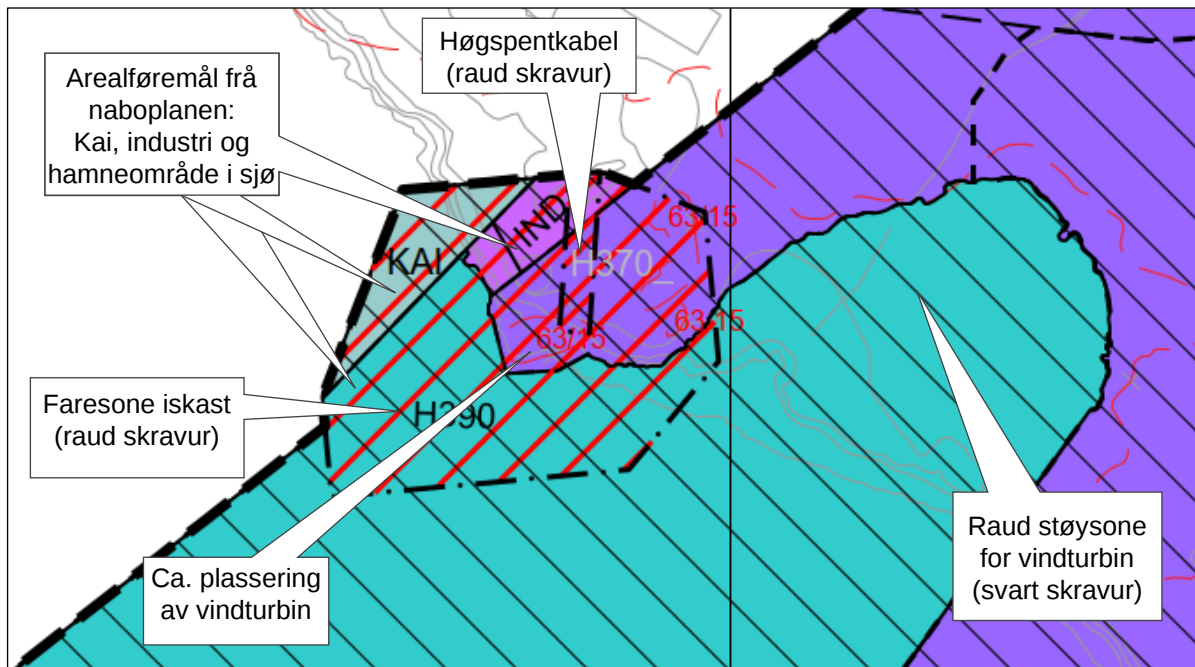 Arealføremål frå
naboplanen:
Kai, industri og
hamneområde i sjø
Høgspentkabel
(raud skravur)
IND
63/15
KAI
H370_
63/15
63/15
Faresone iskast
(raud skravur)
H390
Ca. plassering
av vindturbin
Raud støysone
for vindturbin
(svart skravur)